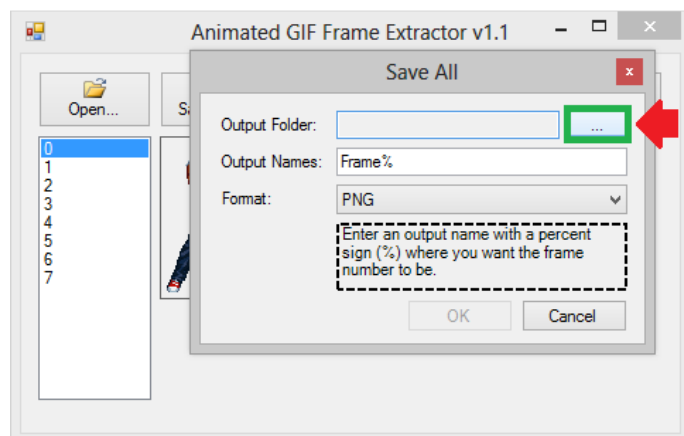 Animated GIF Frame Extractor v1.1
Save All
x
Open...
Output Folder:
...
Output Names:
Frame%
Format:
PNG
Enter an output name with a percent
sign (%) where you want the frame
number to be.
OK
Cancel
0
1
2
3
4
5
6
7